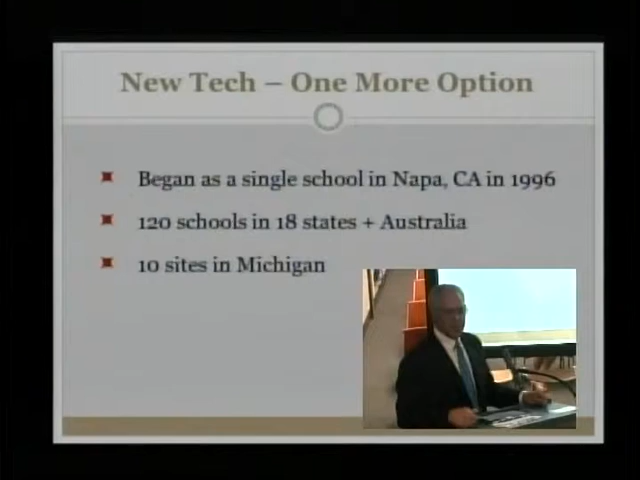 New Tech – One More Option
Began as a single school in Napa, CA in 1996
120 schools in 18 states + Australia
10 sites in Michigan